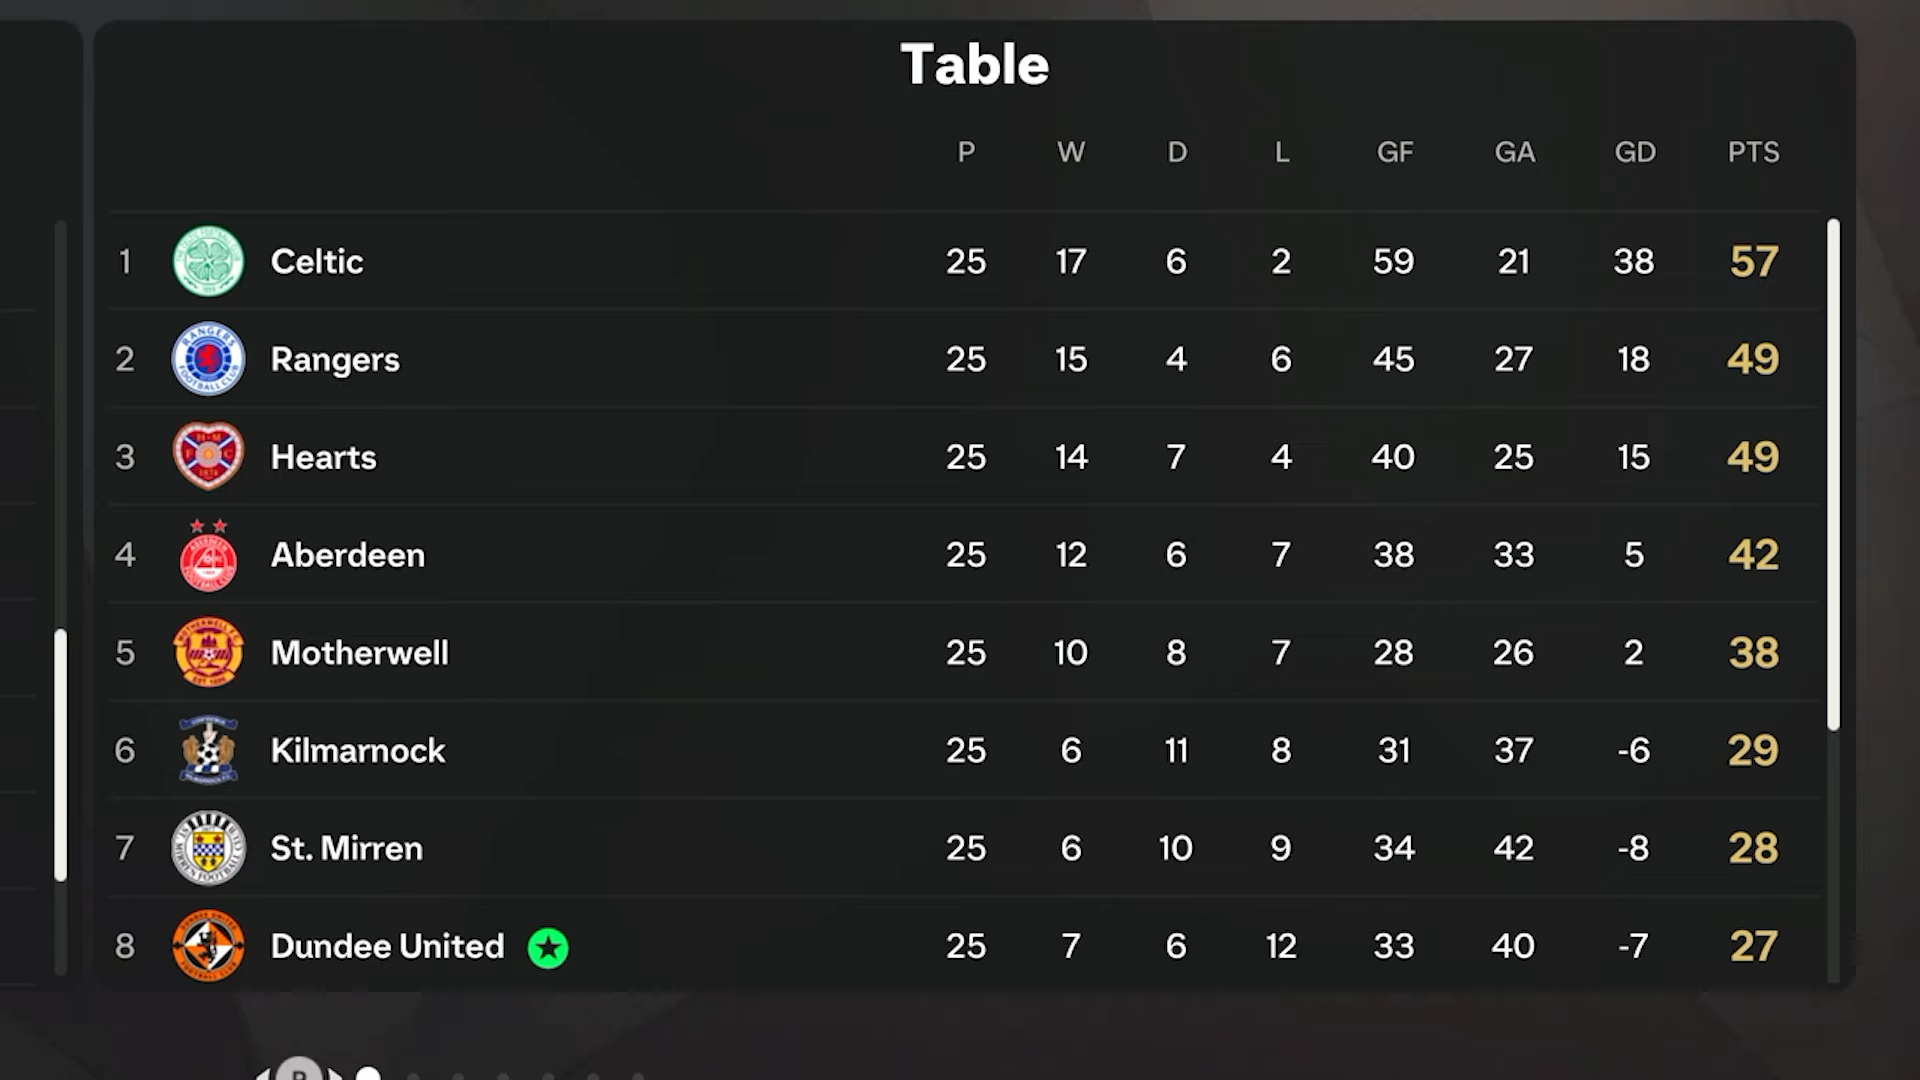 Table
P W D L GF GA GD PTS
1 Celtic 25 17 6 2 59 21 38 57
2 Rangers 25 15 4 6 45 27 18 49
3 Hearts 25 14 7 4 40 25 15 49
4 Aberdeen 25 12 6 7 38 33 5 42
5 Motherwell 25 10 8 7 28 26 2 38
6 Kilmarnock 25 6 11 8 31 37 -6 29
7 St. Mirren 25 6 10 9 34 42 -8 28
8 Dundee United 25 7 6 12 33 40 -7 27